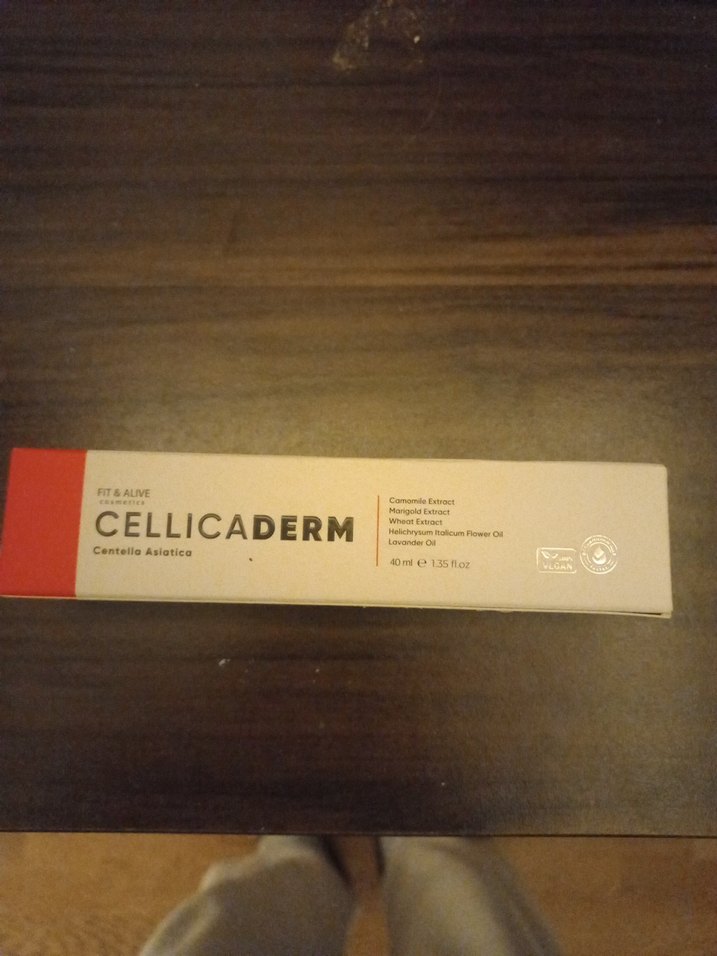 FIT & ALIVE
cosmetics
CELLICADERM
Centella Asiatica
Camomile Extract
Marigold Extract
Wheat Extract
Helichrysum Italicum Flower Oil
Lavander Oil
40 ml ℮ 1.35 fl.oz
VEGAN